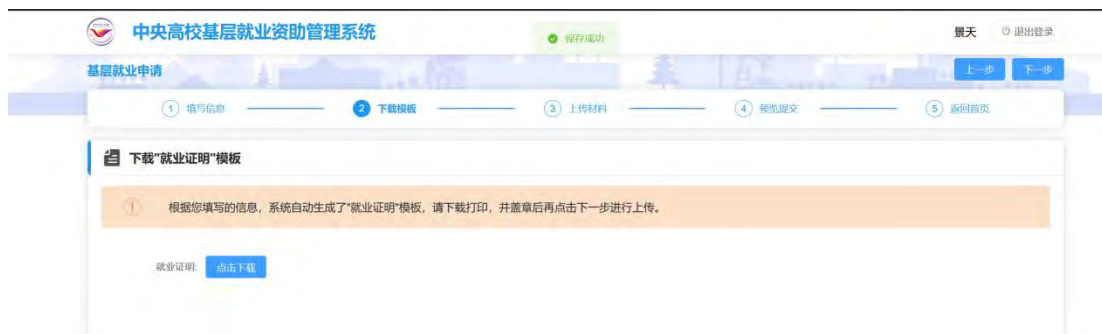 中央高校基层就业资助管理系统
保存成功
景天
退出登录
基层就业申请
上一步
下一步
1 填写信息
2 下载模板
3 上传材料
4 预览提交
5 返回首页
下载"就业证明"模板
根据您填写的信息，系统自动生成了"就业证明"模板，请下载打印，并盖章后再点击下一步进行上传。
就业证明:
点击下载